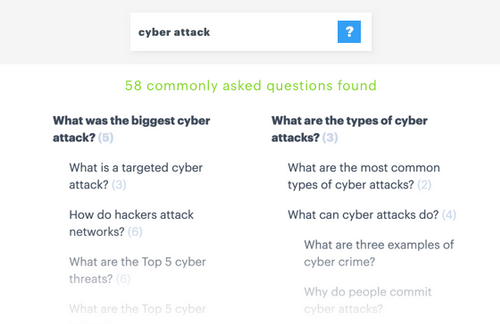 cyber attack
?
58 commonly asked questions found
What was the biggest cyber
attack? (5)
What is a targeted cyber
attack? (3)
How do hackers attack
networks? (6)
What are the Top 5 cyber
threats? (6)
What are the Top 5 cyber
What are the types of cyber
attacks? (3)
What are the most common
types of cyber attacks? (2)
What can cyber attacks do? (4)
What are three examples of
cyber crime?
Why do people commit
cyber attacks?